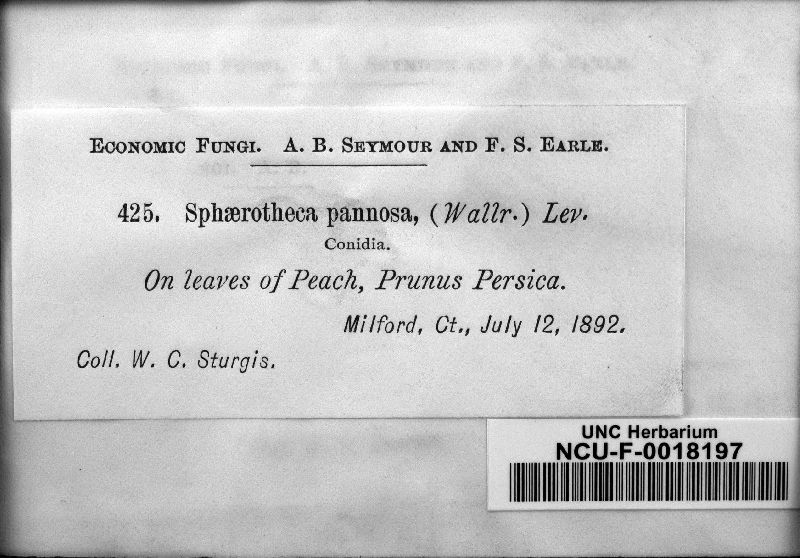 ECONOMIC FUNGI. A. B. SEYMOUR AND F. S. EARLE.
425. Sphærotheca pannosa, (Wallr.) Lev.
Conidia.
On leaves of Peach, Prunus Persica.
Milford, Ct., July 12, 1892.
Coll. W. C. Sturgis.
UNC Herbarium
NCU-F-0018197